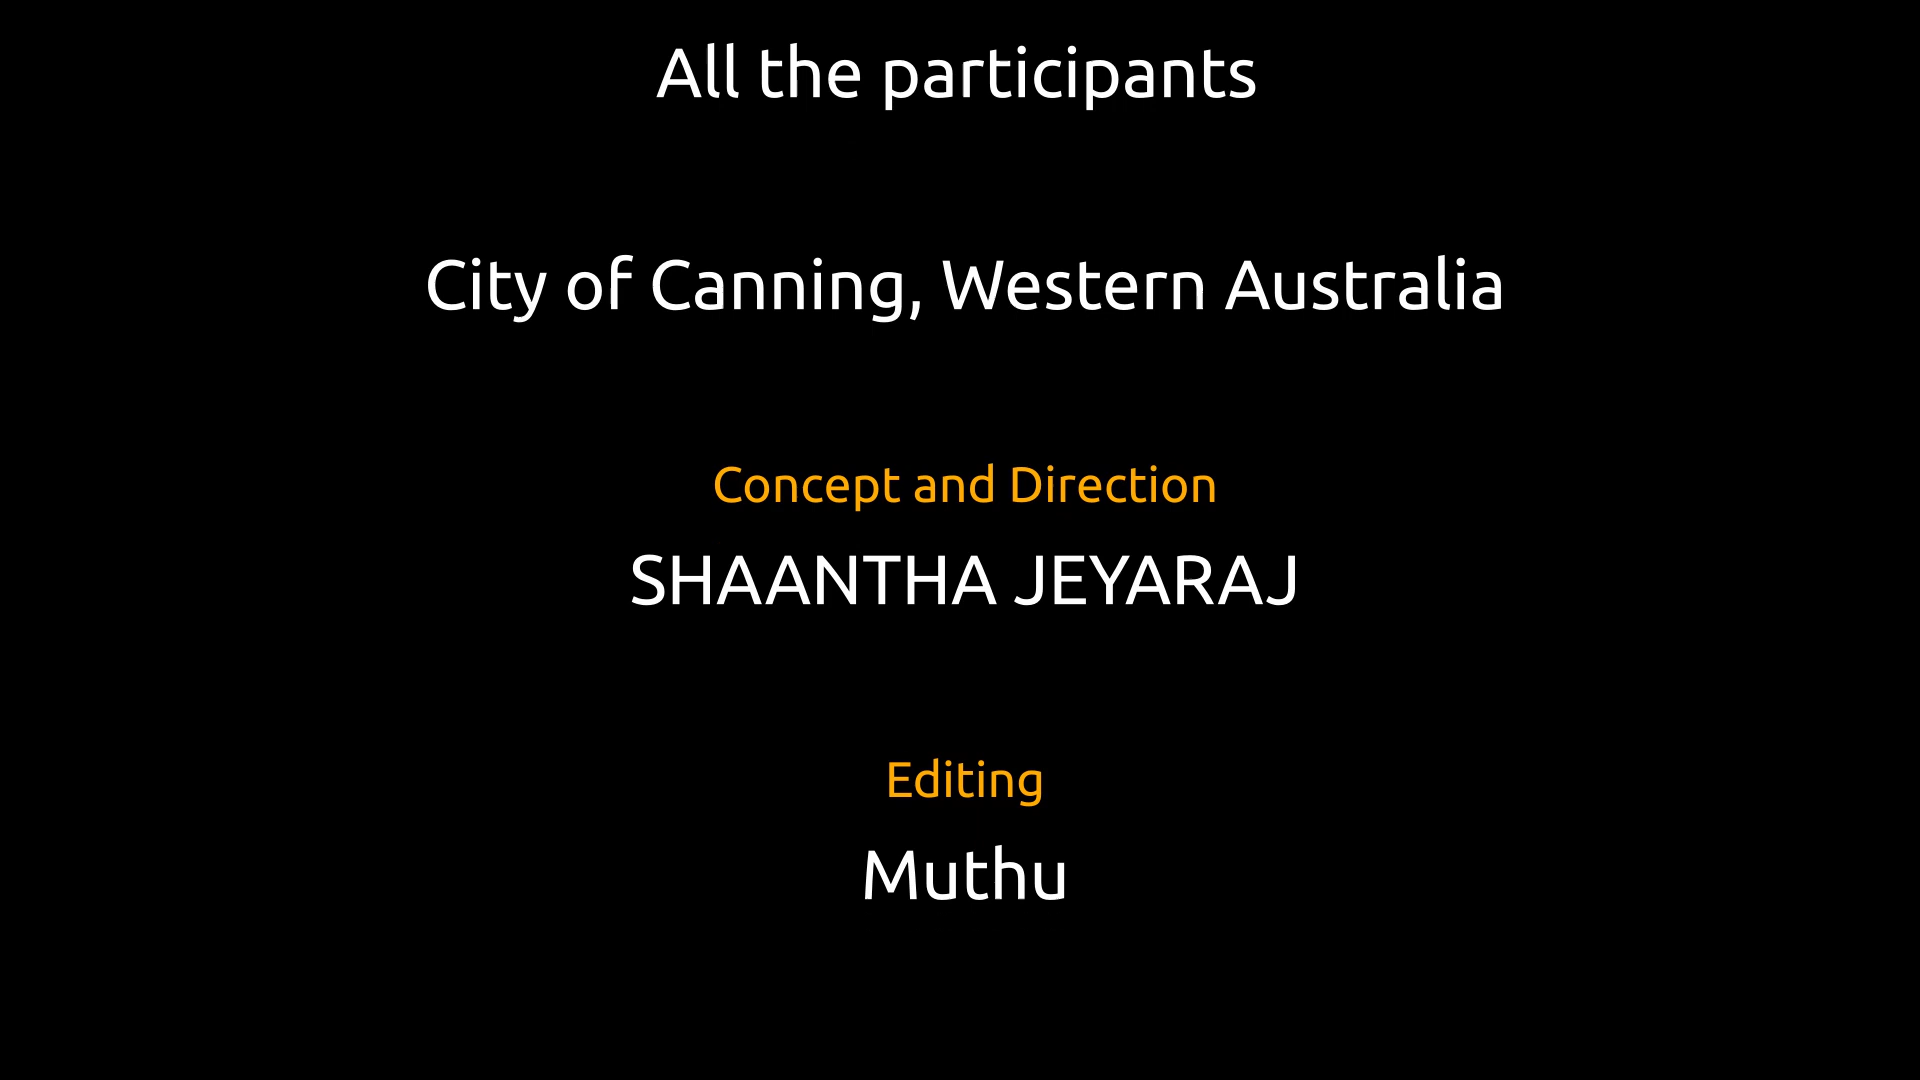 All the participants
City of Canning, Western Australia
Concept and Direction
SHAANTHA JEYARAJ
Editing
Muthu